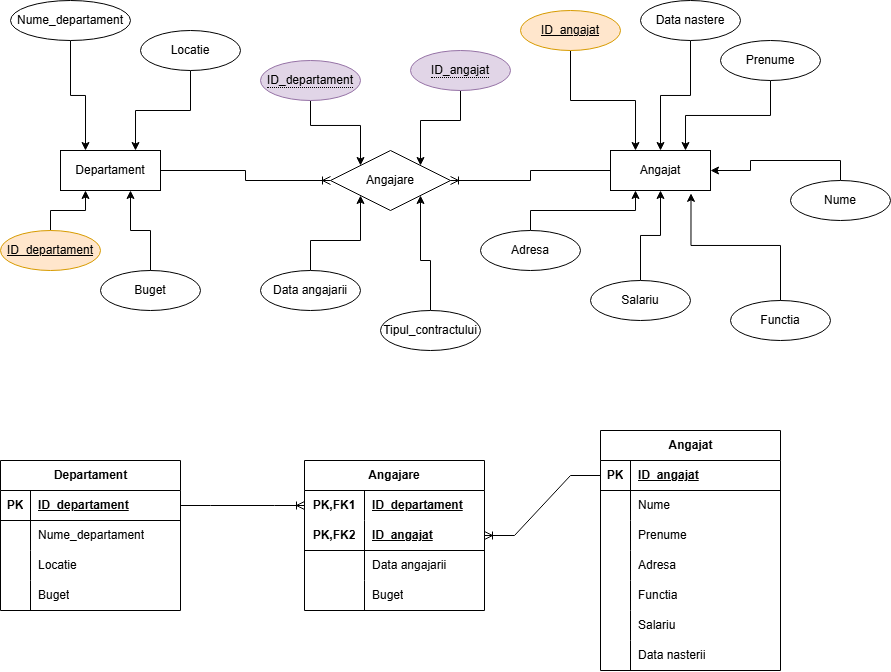 Nume_departament
Locatie
ID_departament
ID_angajat
ID_angajat
Data nastere
Prenume
Departament
Angajare
Angajat
Nume
ID_departament
Buget
Data angajarii
Tipul_contractului
Adresa
Salariu
Functia
Departament
PK ID_departament
Nume_departament
Locatie
Buget
Angajare
PK,FK1 ID_departament
PK,FK2 ID_angajat
Data angajarii
Buget
Angajat
PK ID_angajat
Nume
Prenume
Adresa
Functia
Salariu
Data nasterii